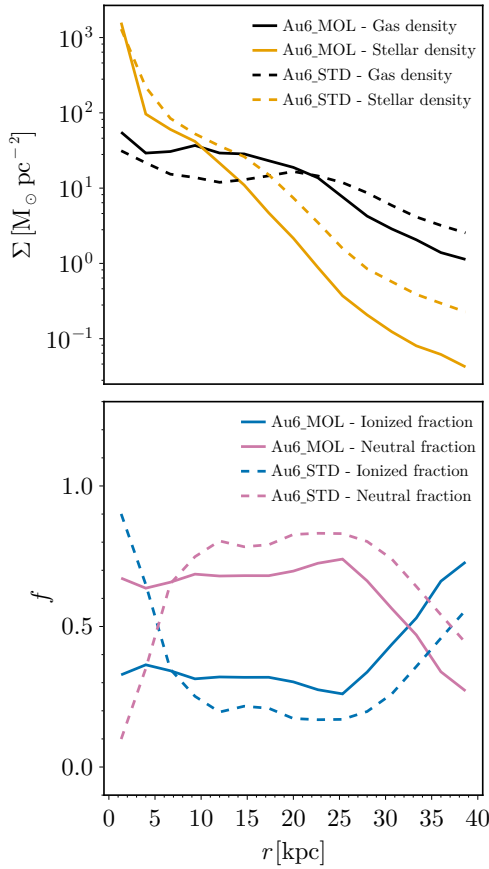 10³
10²
10¹
10⁰
10⁻¹
Σ [M⊙ pc⁻²]
Au6_MOL - Gas density
Au6_MOL - Stellar density
Au6_STD - Gas density
Au6_STD - Stellar density
Au6_MOL - Ionized fraction
Au6_MOL - Neutral fraction
Au6_STD - Ionized fraction
Au6_STD - Neutral fraction
1.0
0.5
0.0
f
0 5 10 15 20 25 30 35 40
r [kpc]